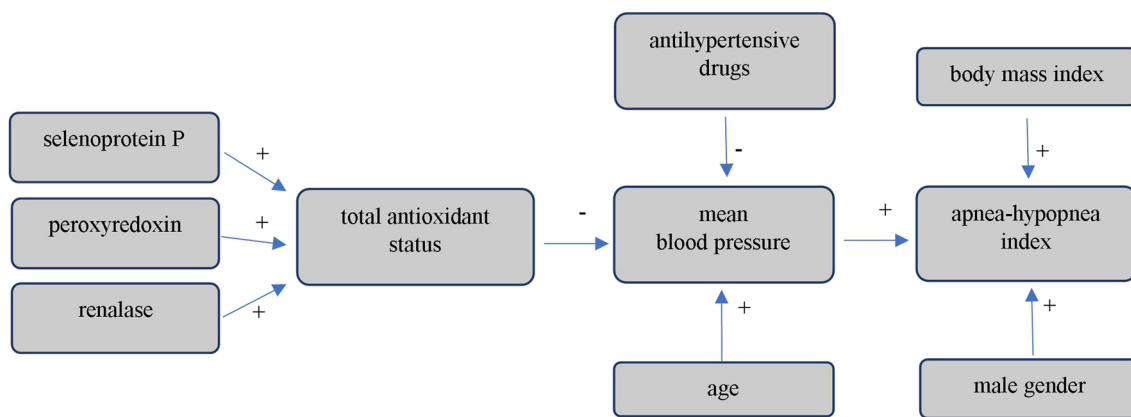 antihypertensive
drugs
body mass index
selenoprotein P
+
-
+
peroxyredoxin
+
total antioxidant
status
-
mean
blood pressure
+
apnea-hypopnea
index
renalase
+
+
+
age
male gender